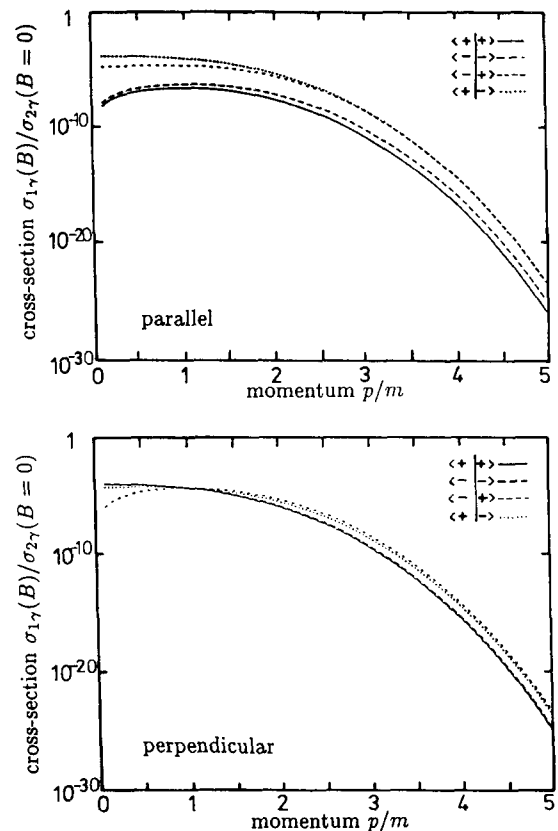 1
10⁻¹⁰
10⁻²⁰
10⁻³⁰
cross-section σ₁γ(B)/σ₂γ(B = 0)
<+|+>
<-|->
<-|+>
<+|->
parallel
0 1 2 3 4 5
momentum p/m
1
10⁻¹⁰
10⁻²⁰
10⁻³⁰
cross-section σ₁γ(B)/σ₂γ(B = 0)
<+|+>
<-|->
<-|+>
<+|->
perpendicular
0 1 2 3 4 5
momentum p/m